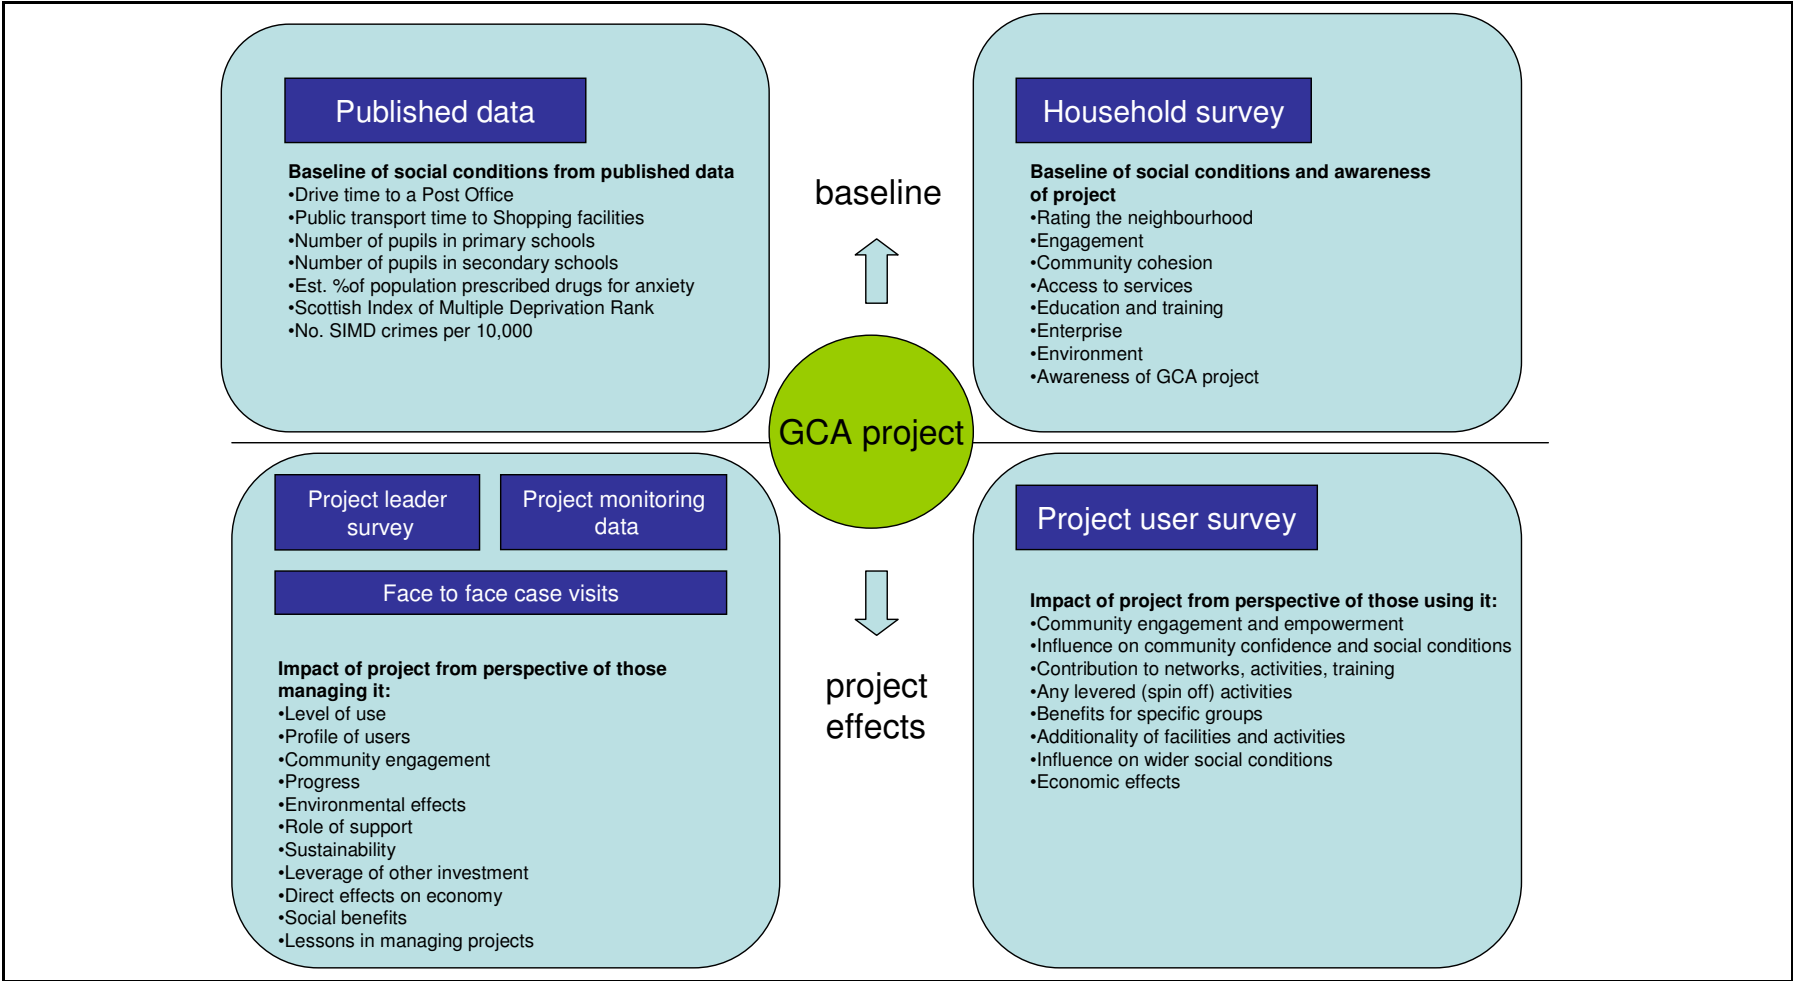 Published data
Baseline of social conditions from published data
•Drive time to a Post Office
•Public transport time to Shopping facilities
•Number of pupils in primary schools
•Number of pupils in secondary schools
•Est. %of population prescribed drugs for anxiety
•Scottish Index of Multiple Deprivation Rank
•No. SIMD crimes per 10,000
baseline
Household survey
Baseline of social conditions and awareness
of project
•Rating the neighbourhood
•Engagement
•Community cohesion
•Access to services
•Education and training
•Enterprise
•Environment
•Awareness of GCA project
GCA project
Project leader
survey
Project monitoring
data
Face to face case visits
Impact of project from perspective of those
managing it:
•Level of use
•Profile of users
•Community engagement
•Progress
•Environmental effects
•Role of support
•Sustainability
•Leverage of other investment
•Direct effects on economy
•Social benefits
•Lessons in managing projects
project
effects
Project user survey
Impact of project from perspective of those using it:
•Community engagement and empowerment
•Influence on community confidence and social conditions
•Contribution to networks, activities, training
•Any levered (spin off) activities
•Benefits for specific groups
•Additionality of facilities and activities
•Influence on wider social conditions
•Economic effects